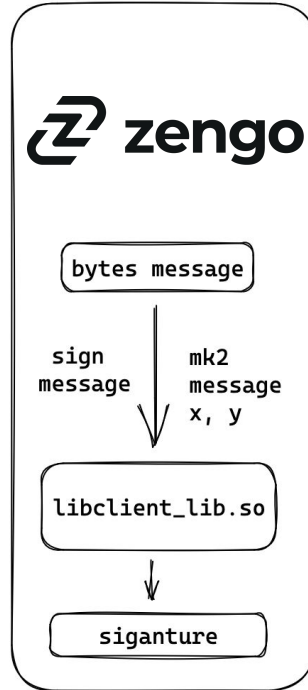 zengo
bytes message
sign
message
mk2
message
x, y
libclient_lib.so
siganture